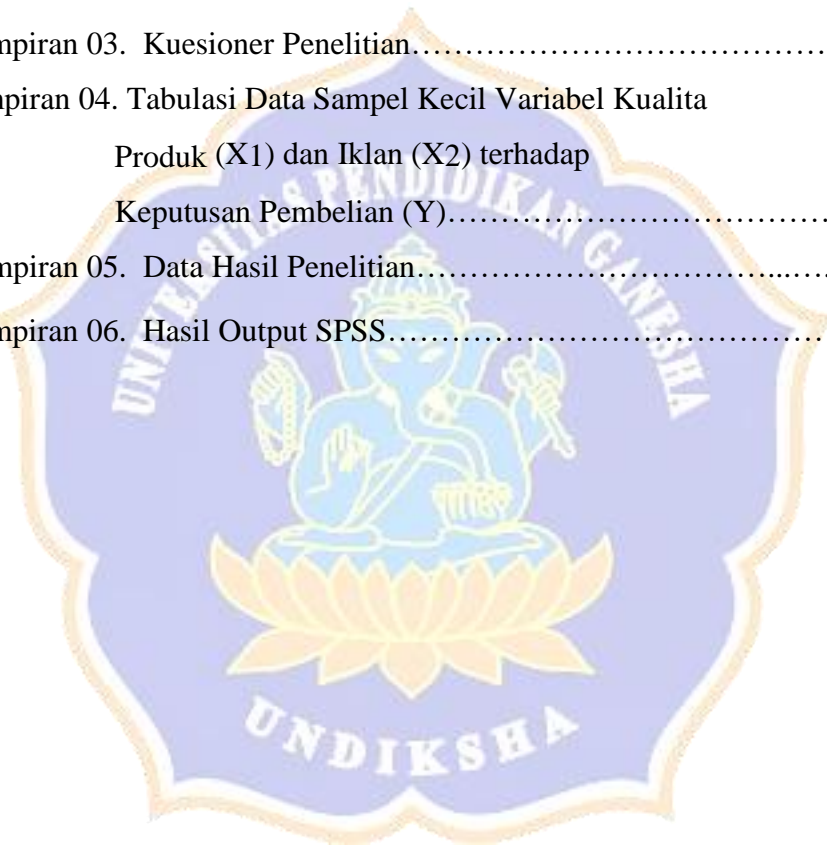 mpiran 03. Kuesioner Penelitian…………………………………
npiran 04. Tabulasi Data Sampel Kecil Variabel Kualita
Produk (X1) dan Iklan (X2) terhadap
Keputusan Pembelian (Y)………………………………
mpiran 05. Data Hasil Penelitian……………………………...……
mpiran 06. Hasil Output SPSS……………………………………
UNIVERSITAS PENDIDIKAN GANESHA
UNDIKSHA